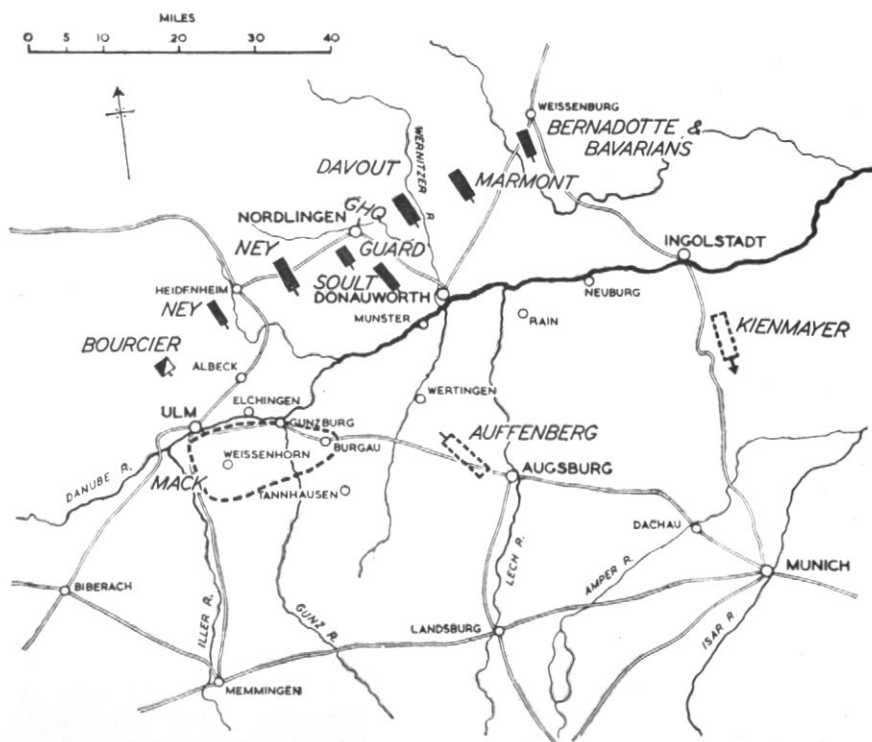 MILES
0 5 10 20 30 40
WEISSENBURG
BERNADOTTE &
BAVARIANS
WERNITZER R.
DAVOUT
MARMONT
GHQ
NORDLINGEN
GUARD
NEY
INGOLSTADT
SOULT
HEIDENHEIM
DONAUWÖRTH
NEUBURG
NEY
MUNSTER
RAIN
KIENMAYER
BOURCIER
ALBECK
WERTINGEN
ELCHINGEN
ULM
GUNZBURG
AUFFENBERG
BURGAU
WEISSENHORN
AUGSBURG
DANUBE R.
MACK
TANNHAUSEN
DACHAU
LECH R.
AMPER R.
MUNICH
BIBERACH
ILLER R.
GUNZ R.
LANDSBURG
ISAR R
MEMMINGEN